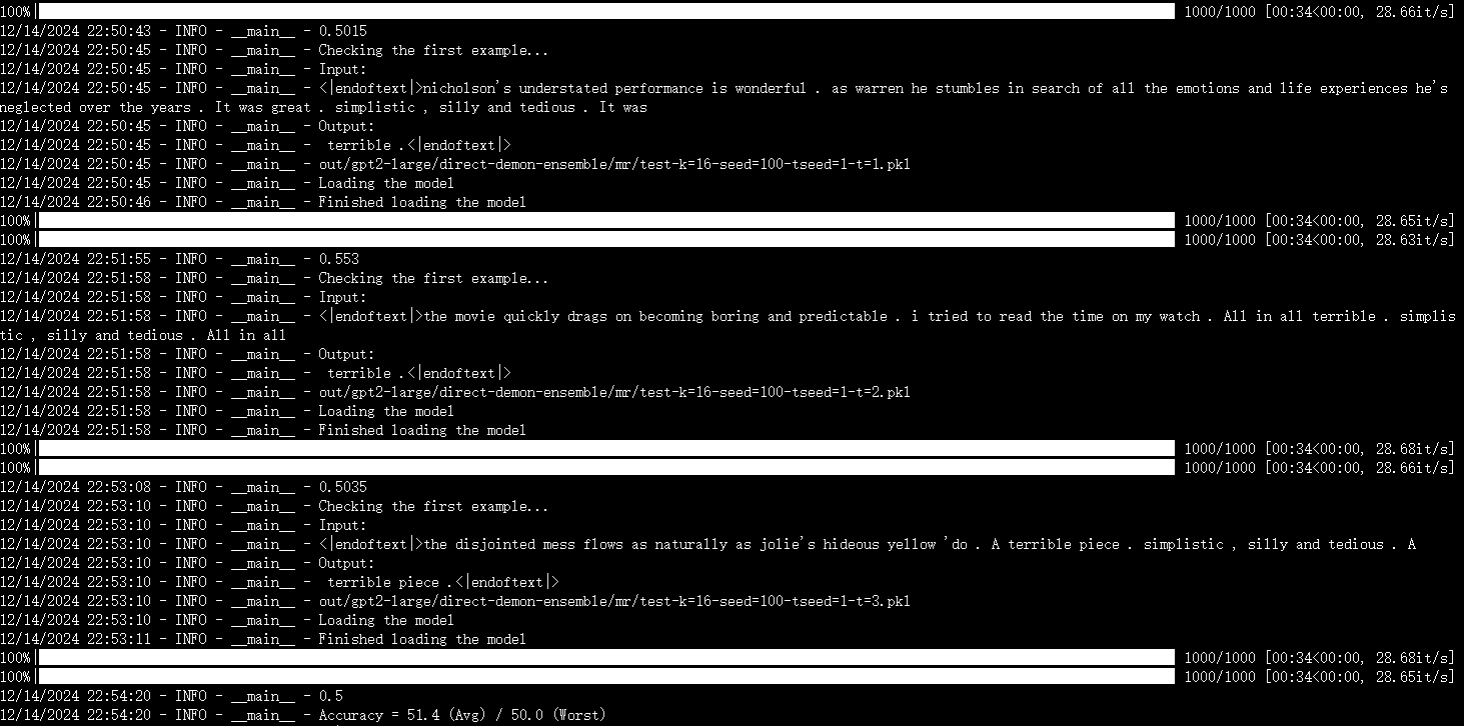 100%| 1000/1000 [00:34<00:00, 28.66it/s]
12/14/2024 22:50:43 - INFO - __main__ - 0.5015
12/14/2024 22:50:45 - INFO - __main__ - Checking the first example...
12/14/2024 22:50:45 - INFO - __main__ - Input:
12/14/2024 22:50:45 - INFO - __main__ - <|endoftext|>nicholson's understated performance is wonderful . as warren he stumbles in search of all the emotions and life experiences he's
neglected over the years . It was great . simplistic , silly and tedious . It was
12/14/2024 22:50:45 - INFO - __main__ - Output:
12/14/2024 22:50:45 - INFO - __main__ -  terrible .<|endoftext|>
12/14/2024 22:50:45 - INFO - __main__ - out/gpt2-large/direct-demon-ensemble/mr/test-k=16-seed=100-tseed=1-t=1.pkl
12/14/2024 22:50:45 - INFO - __main__ - Loading the model
12/14/2024 22:50:46 - INFO - __main__ - Finished loading the model
100%| 1000/1000 [00:34<00:00, 28.65it/s]
100%| 1000/1000 [00:34<00:00, 28.63it/s]
12/14/2024 22:51:55 - INFO - __main__ - 0.553
12/14/2024 22:51:58 - INFO - __main__ - Checking the first example...
12/14/2024 22:51:58 - INFO - __main__ - Input:
12/14/2024 22:51:58 - INFO - __main__ - <|endoftext|>the movie quickly drags on becoming boring and predictable . i tried to read the time on my watch . All in all terrible . simplis
tic , silly and tedious . All in all
12/14/2024 22:51:58 - INFO - __main__ - Output:
12/14/2024 22:51:58 - INFO - __main__ -  terrible .<|endoftext|>
12/14/2024 22:51:58 - INFO - __main__ - out/gpt2-large/direct-demon-ensemble/mr/test-k=16-seed=100-tseed=1-t=2.pkl
12/14/2024 22:51:58 - INFO - __main__ - Loading the model
12/14/2024 22:51:58 - INFO - __main__ - Finished loading the model
100%| 1000/1000 [00:34<00:00, 28.68it/s]
100%| 1000/1000 [00:34<00:00, 28.66it/s]
12/14/2024 22:53:08 - INFO - __main__ - 0.5035
12/14/2024 22:53:10 - INFO - __main__ - Checking the first example...
12/14/2024 22:53:10 - INFO - __main__ - Input:
12/14/2024 22:53:10 - INFO - __main__ - <|endoftext|>the disjointed mess flows as naturally as jolie's hideous yellow 'do . A terrible piece . simplistic , silly and tedious . A
12/14/2024 22:53:10 - INFO - __main__ - Output:
12/14/2024 22:53:10 - INFO - __main__ -  terrible piece .<|endoftext|>
12/14/2024 22:53:10 - INFO - __main__ - out/gpt2-large/direct-demon-ensemble/mr/test-k=16-seed=100-tseed=1-t=3.pkl
12/14/2024 22:53:10 - INFO - __main__ - Loading the model
12/14/2024 22:53:11 - INFO - __main__ - Finished loading the model
100%| 1000/1000 [00:34<00:00, 28.68it/s]
100%| 1000/1000 [00:34<00:00, 28.65it/s]
12/14/2024 22:54:20 - INFO - __main__ - 0.5
12/14/2024 22:54:20 - INFO - __main__ - Accuracy = 51.4 (Avg) / 50.0 (Worst)